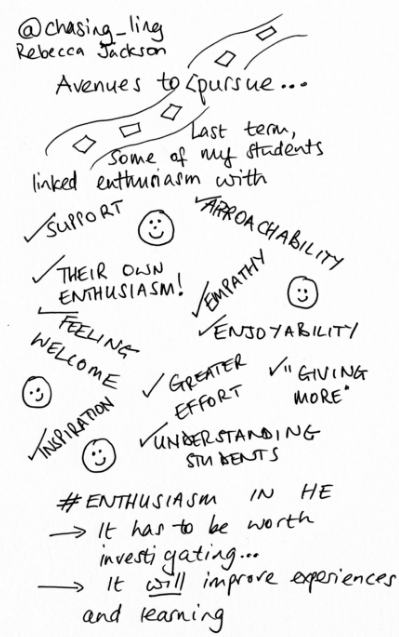 @chasing_ling
Rebecca Jackson
Avenues to pursue...
Last term,
some of my students
linked enthusiasm with
✓SUPPORT
✓APPROACHABILITY
✓THEIR OWN
ENTHUSIASM!
✓EMPATHY
✓FEELING
WELCOME
✓ENJOYABILITY
✓GREATER
EFFORT
✓"GIVING
MORE"
✓INSPIRATION
✓UNDERSTANDING
STUDENTS
#ENTHUSIASM IN HE
→ It has to be worth
investigating...
→ It will improve experiences
and learning